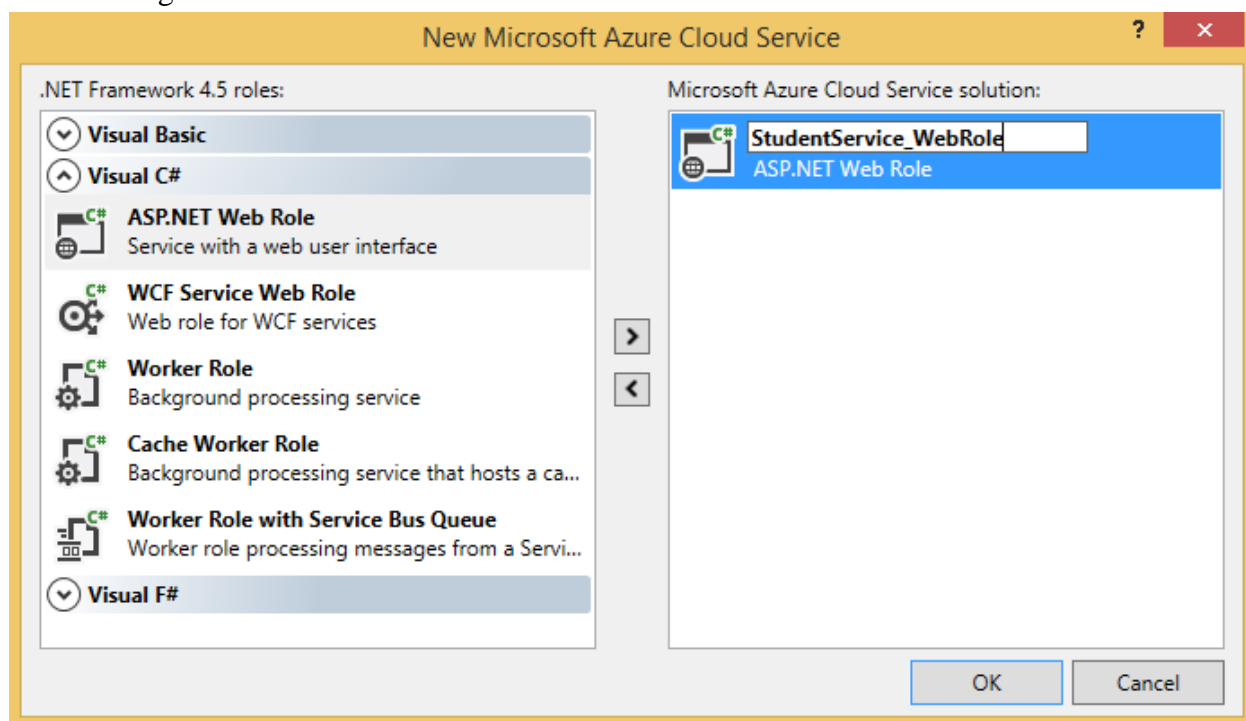 New Microsoft Azure Cloud Service
?
×
.NET Framework 4.5 roles:
Visual Basic
Visual C#
C#
ASP.NET Web Role
Service with a web user interface
C#
WCF Service Web Role
Web role for WCF services
C#
Worker Role
Background processing service
C#
Cache Worker Role
Background processing service that hosts a ca...
C#
Worker Role with Service Bus Queue
Worker role processing messages from a Servi...
Visual F#
>
<
Microsoft Azure Cloud Service solution:
C#
StudentService_WebRole
ASP.NET Web Role
OK
Cancel